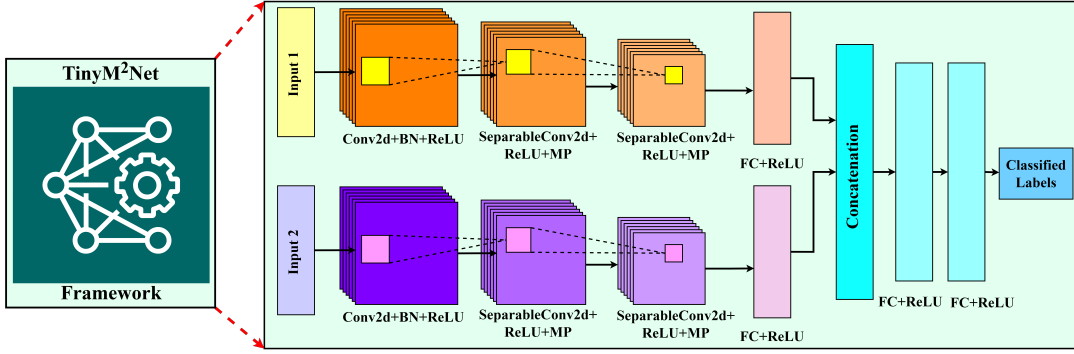 TinyM²Net
Framework
Input 1
Conv2d+BN+ReLU
SeparableConv2d+
ReLU+MP
SeparableConv2d+
ReLU+MP
FC+ReLU
Input 2
Conv2d+BN+ReLU
SeparableConv2d+
ReLU+MP
SeparableConv2d+
ReLU+MP
FC+ReLU
Concatenation
FC+ReLU
FC+ReLU
Classified
Labels